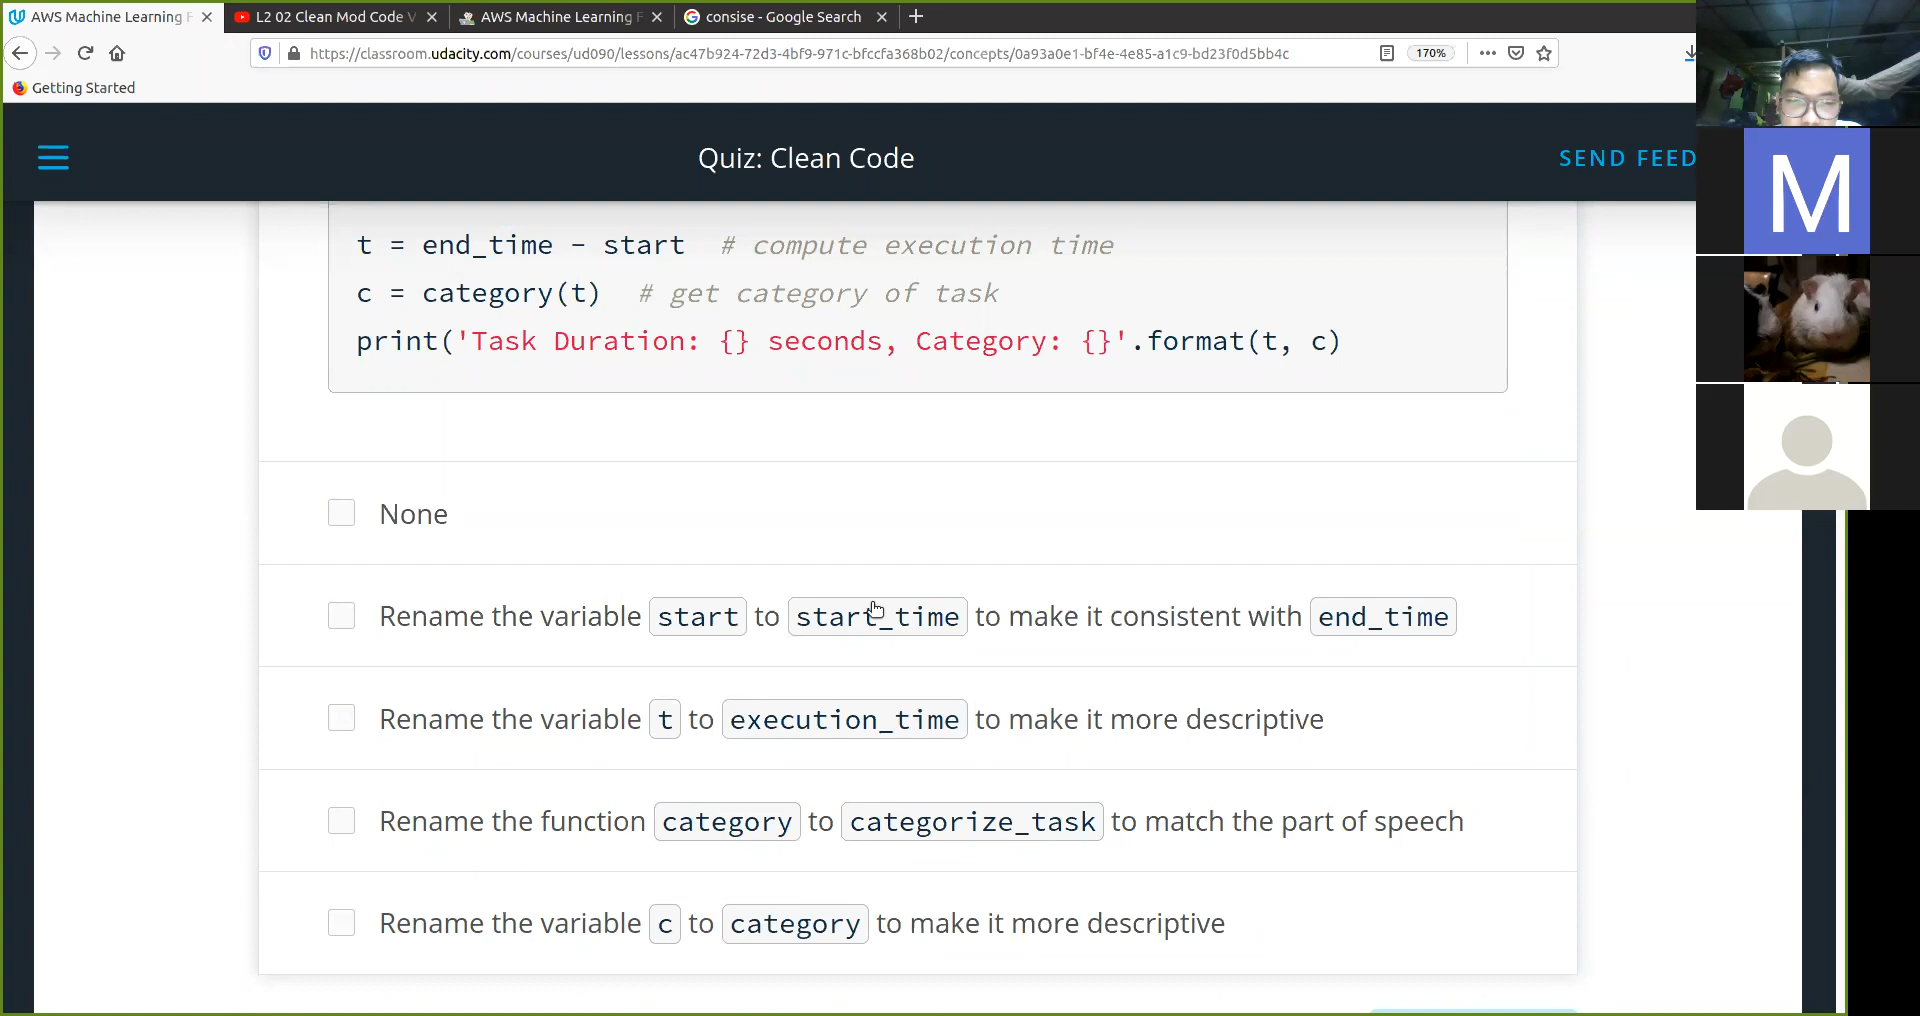 AWS Machine Learning F
L2 02 Clean Mod Code V
AWS Machine Learning F
consise - Google Search
https://classroom.udacity.com/courses/ud090/lessons/ac47b924-72d3-4bf9-971c-bfccfa368b02/concepts/0a93a0e1-bf4e-4e85-a1c9-bd23f0d5bb4c
170%
Getting Started
Quiz: Clean Code
SEND FEED
M
t = end_time - start  # compute execution time
c = category(t)  # get category of task
print('Task Duration: {} seconds, Category: {}'.format(t, c)
None
Rename the variable start to start_time to make it consistent with end_time
Rename the variable t to execution_time to make it more descriptive
Rename the function category to categorize_task to match the part of speech
Rename the variable c to category to make it more descriptive